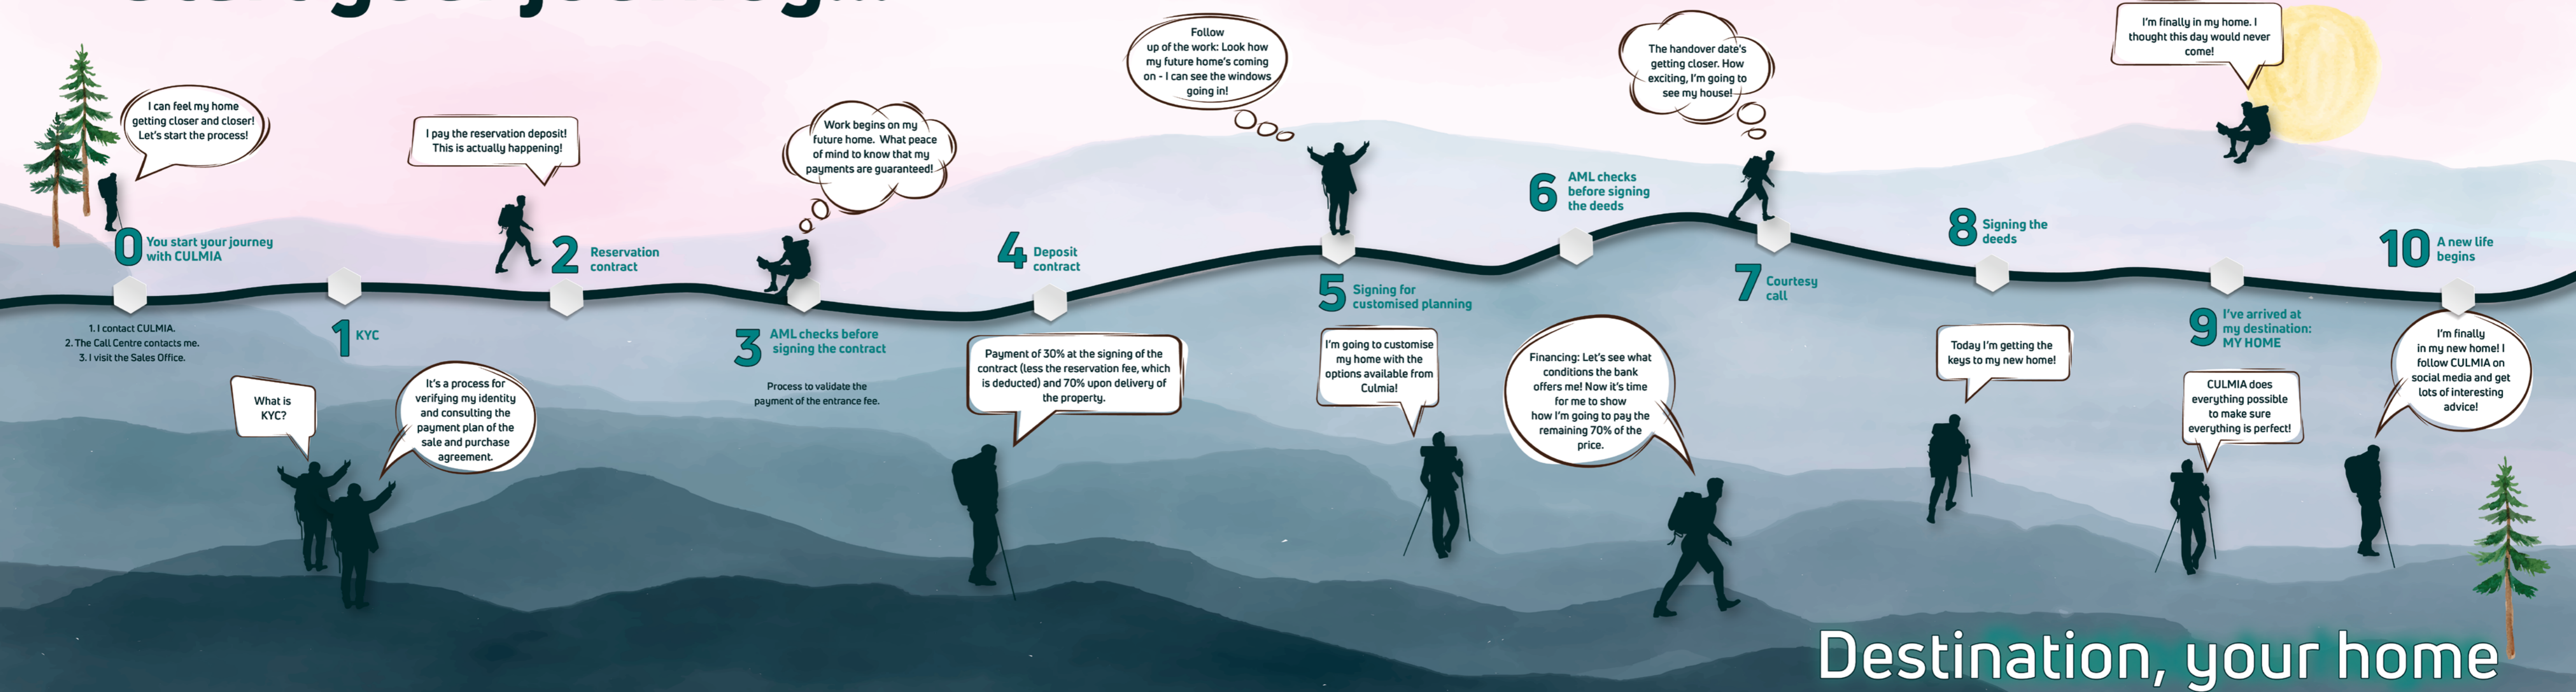 start your journey...
I can feel my home
getting closer and closer!
Let's start the process!
0
You start your journey
with CULMIA
1. I contact CULMIA.
2. The Call Centre contacts me.
3. I visit the Sales Office.
1
KYC
What is
KYC?
It's a process for
verifying my identity
and consulting the
payment plan of the
sale and purchase
agreement.
I pay the reservation deposit!
This is actually happening!
2
Reservation
contract
Work begins on my
future home. What peace
of mind to know that my
payments are guaranteed!
3
AML checks before
signing the contract
Process to validate the
payment of the entrance fee.
4
Deposit
contract
Payment of 30% at the signing of the
contract (less the reservation fee, which
is deducted) and 70% upon delivery of
the property.
Follow
up of the work: Look how
my future home's coming
on - I can see the windows
going in!
5
Signing for
customised planning
I'm going to customise
my home with the
options available from
Culmia!
6
AML checks
before signing
the deeds
Financing: Let's see what
conditions the bank
offers me! Now it's time
for me to show
how I'm going to pay the
remaining 70% of the
price.
The handover date's
getting closer. How
exciting, I'm going to
see my house!
7
Courtesy
call
8
Signing the
deeds
Today I'm getting the
keys to my new home!
I'm finally in my home. I
thought this day would never
come!
9
I've arrived at
my destination:
MY HOME
CULMIA does
everything possible
to make sure
everything is perfect!
10
A new life
begins
I'm finally
in my new home! I
follow CULMIA on
social media and get
lots of interesting
advice!
Destination, your home